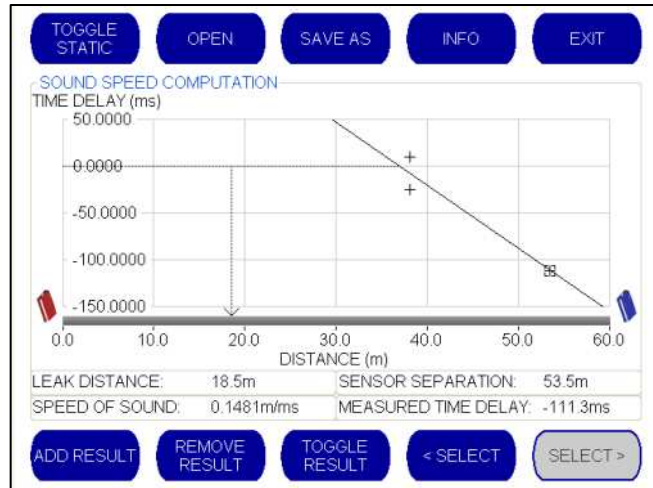 TOGGLE STATIC
OPEN
SAVE AS
INFO
EXIT
SOUND SPEED COMPUTATION
TIME DELAY (ms)
50.0000
0.0000
-50.0000
-100.0000
-150.0000
0.0 10.0 20.0 30.0 40.0 50.0 60.0
DISTANCE (m)
LEAK DISTANCE: 18.5m SENSOR SEPARATION: 53.5m
SPEED OF SOUND: 0.1481m/ms MEASURED TIME DELAY: -111.3ms
ADD RESULT
REMOVE RESULT
TOGGLE RESULT
< SELECT
SELECT >